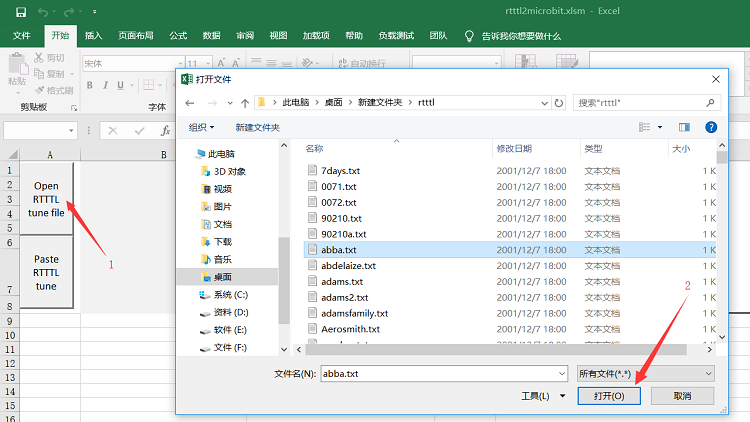 rtttl2microbit.xlsm - Excel
文件 开始 插入 页面布局 公式 数据 审阅 视图 加载项 帮助 负载测试 团队 告诉我你想要做什么
粘贴
剪切
复制
格式刷
剪贴板
宋体 11 A A
B I U
字体
ab 自动换行
fx
A B
1
2
3
4
5
6
7
8
9
10
11
12
13
14
15
16
Open
RTTTL
tune file
Paste
RTTTL
tune
1
打开文件
此电脑 桌面 新建文件夹 rtttl
搜索"rtttl"
组织 新建文件夹
此电脑
3D 对象
视频
图片
文档
下载
音乐
桌面
系统 (C:)
资料 (D:)
软件 (E:)
文件 (F:)
名称 修改日期 类型 大小
7days.txt 2001/12/7 18:00 文本文档 1 K
0071.txt 2001/12/7 18:00 文本文档 1 K
0072.txt 2001/12/7 18:00 文本文档 1 K
90210.txt 2001/12/7 18:00 文本文档 1 K
90210a.txt 2001/12/7 18:00 文本文档 1 K
abba.txt 2001/12/7 18:00 文本文档 1 K
abdelaize.txt 2001/12/7 18:00 文本文档 1 K
adams.txt 2001/12/7 18:00 文本文档 1 K
adams2.txt 2001/12/7 18:00 文本文档 1 K
adamsfamily.txt 2001/12/7 18:00 文本文档 1 K
Aerosmith.txt 2001/12/7 18:00 文本文档 1 K
2
文件名(N): abba.txt 所有文件(*.*)
工具(L) 打开(O) 取消